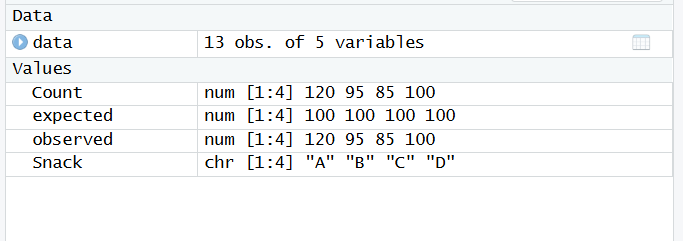 Data
data 13 obs. of 5 variables
Values
Count num [1:4] 120 95 85 100
expected num [1:4] 100 100 100 100
observed num [1:4] 120 95 85 100
Snack chr [1:4] "A" "B" "C" "D"